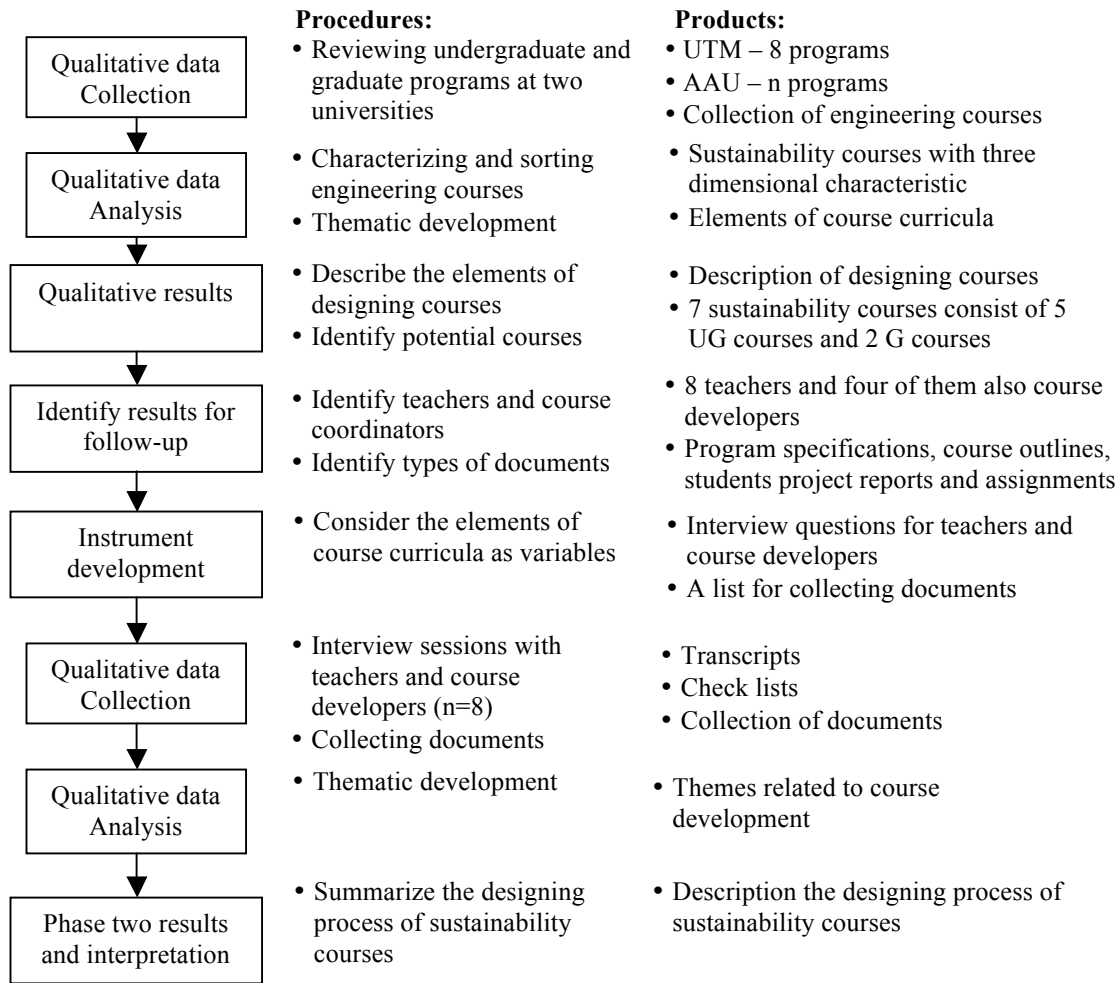 Procedures:
Products:
Qualitative data
Collection
• Reviewing undergraduate and
graduate programs at two
universities
• UTM – 8 programs
• AAU – n programs
• Collection of engineering courses
Qualitative data
Analysis
• Characterizing and sorting
engineering courses
• Thematic development
• Sustainability courses with three
dimensional characteristic
• Elements of course curricula
Qualitative results
• Describe the elements of
designing courses
• Identify potential courses
• Description of designing courses
• 7 sustainability courses consist of 5
UG courses and 2 G courses
Identify results for
follow-up
• Identify teachers and course
coordinators
• Identify types of documents
• 8 teachers and four of them also course
developers
• Program specifications, course outlines,
students project reports and assignments
Instrument
development
• Consider the elements of
course curricula as variables
• Interview questions for teachers and
course developers
• A list for collecting documents
Qualitative data
Collection
• Interview sessions with
teachers and course
developers (n=8)
• Collecting documents
• Transcripts
• Check lists
• Collection of documents
Qualitative data
Analysis
• Thematic development
• Themes related to course
development
Phase two results
and interpretation
• Summarize the designing
process of sustainability
courses
• Description the designing process of
sustainability courses